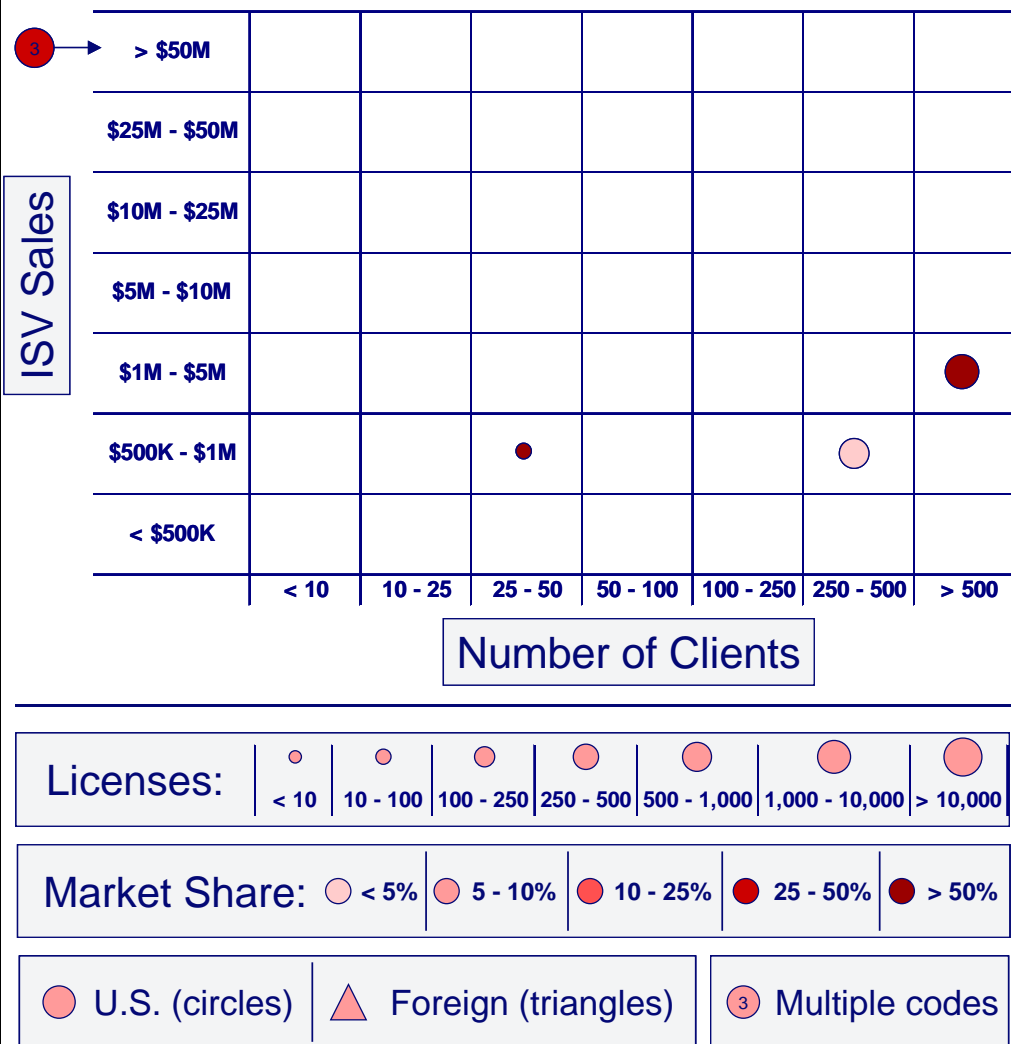 3
> $50M
$25M - $50M
$10M - $25M
ISV Sales
$5M - $10M
$1M - $5M
$500K - $1M
< $500K
< 10 10 - 25 25 - 50 50 - 100 100 - 250 250 - 500 > 500
Number of Clients
Licenses:
< 10 10 - 100 100 - 250 250 - 500 500 - 1,000 1,000 - 10,000 > 10,000
Market Share: < 5% 5 - 10% 10 - 25% 25 - 50% > 50%
U.S. (circles) Foreign (triangles) 3 Multiple codes